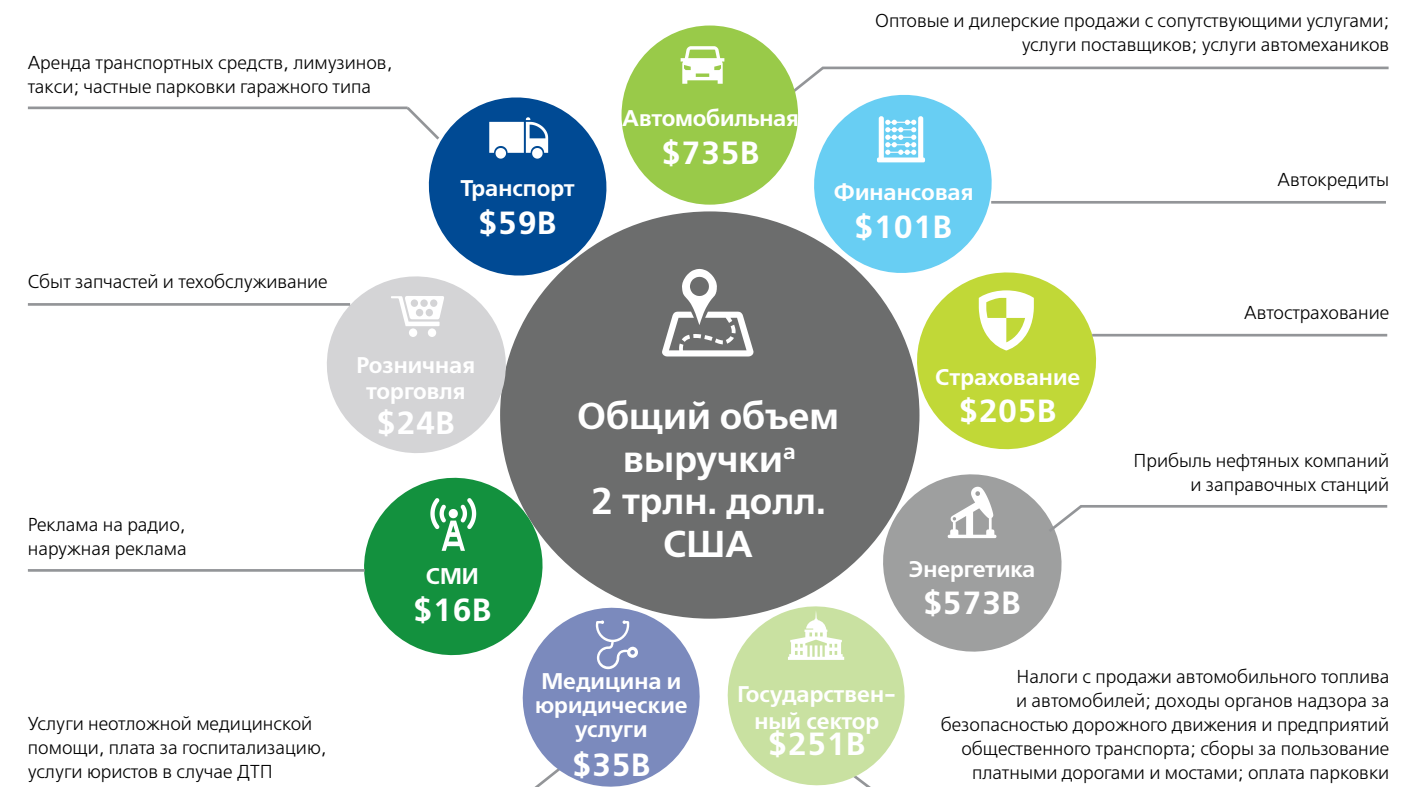 Оптовые и дилерские продажи с сопутствующими услугами;
услуги поставщиков; услуги автомехаников
Аренда транспортных средств, лимузинов,
такси; частные парковки гаражного типа
Автомобильная
$735B
Транспорт
$59B
Финансовая
$101B
Автокредиты
Сбыт запчастей и техобслуживание
Розничная
торговля
$24B
Автострахование
Страхование
$205B
Общий объем
выручкиª
2 трлн. долл.
США
Прибыль нефтяных компаний
и заправочных станций
Энергетика
$573B
Реклама на радио,
наружная реклама
СМИ
$16B
Медицина и
юридические
услуги
$35B
Государствен–
ный сектор
$251B
Услуги неотложной медицинской
помощи, плата за госпитализацию,
услуги юристов в случае ДТП
Налоги с продажи автомобильного топлива
и автомобилей; доходы органов надзора за
безопасностью дорожного движения и предприятий
общественного транспорта; сборы за пользование
платными дорогами и мостами; оплата парковки